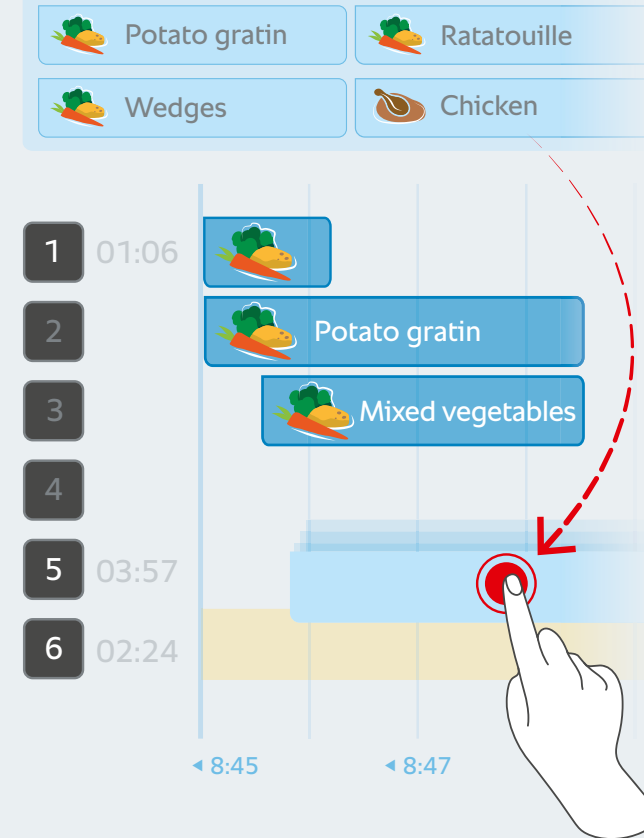 Potato gratin
Ratatouille
Wedges
Chicken
1 01:06
2 Potato gratin
3 Mixed vegetables
4
5 03:57
6 02:24
8:45 8:47